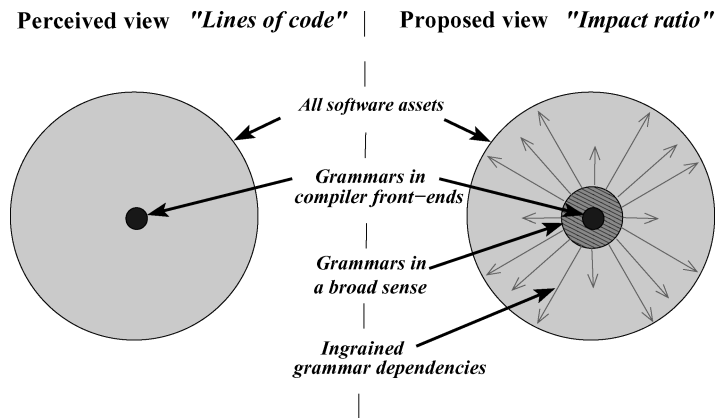 Perceived view "Lines of code"
Proposed view "Impact ratio"
All software assets
Grammars in
compiler front−ends
Grammars in
a broad sense
Ingrained
grammar dependencies